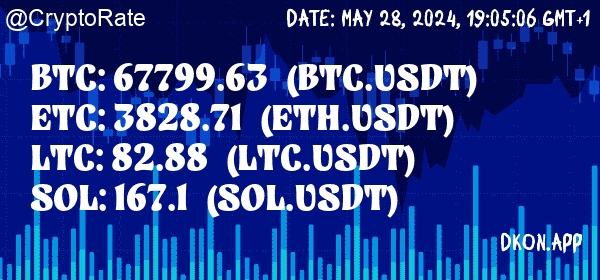 @CryptoRate
DATE: MAY 28, 2024, 19:05:06 GMT+1
BTC: 67799.63 (BTC.USDT)
ETC: 3828.71 (ETH.USDT)
LTC: 82.88 (LTC.USDT)
SOL: 167.1 (SOL.USDT)
DKON.APP